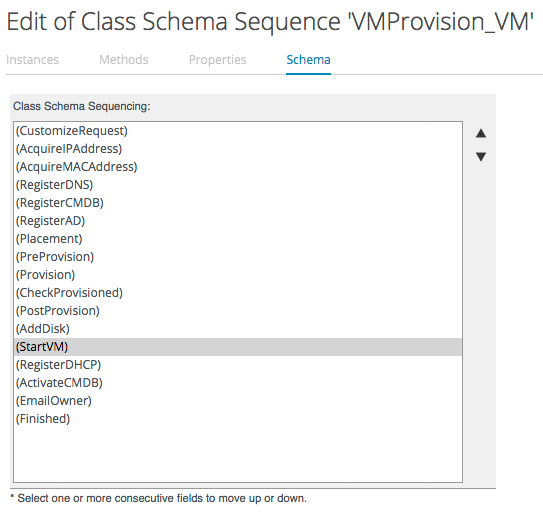 Edit of Class Schema Sequence 'VMProvision_VM'
Instances Methods Properties Schema
Class Schema Sequencing:
(CustomizeRequest)
(AcquireIPAddress)
(AcquireMACAddress)
(RegisterDNS)
(RegisterCMDB)
(RegisterAD)
(Placement)
(PreProvision)
(Provision)
(CheckProvisioned)
(PostProvision)
(AddDisk)
(StartVM)
(RegisterDHCP)
(ActivateCMDB)
(EmailOwner)
(Finished)
* Select one or more consecutive fields to move up or down.